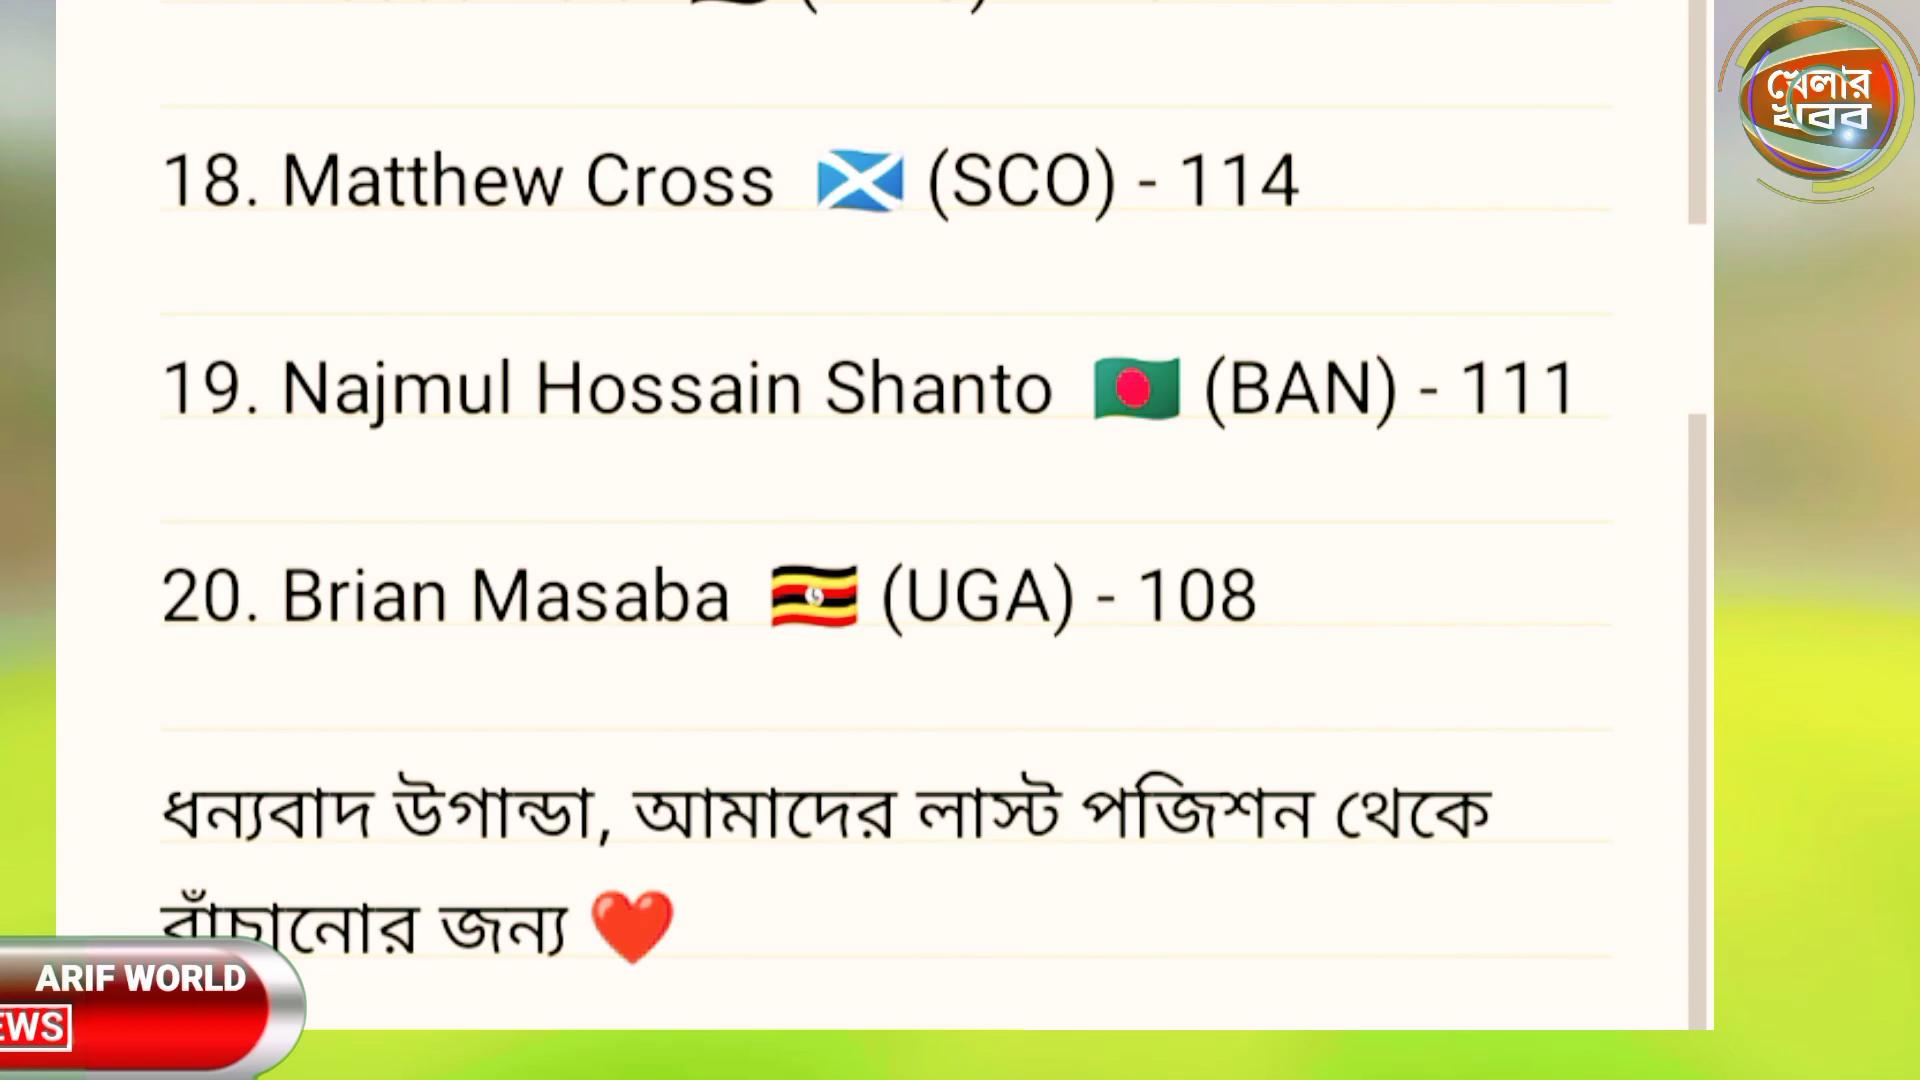 খেলার
খবর
18. Matthew Cross 🏴󠁧󠁢󠁳󠁣󠁴󠁿 (SCO) - 114
19. Najmul Hossain Shanto 🇧🇩 (BAN) - 111
20. Brian Masaba 🇺🇬 (UGA) - 108
ধন্যবাদ উগান্ডা, আমাদের লাস্ট পজিশন থেকে
বাঁচানোর জন্য ❤️
ARIF WORLD
EWS